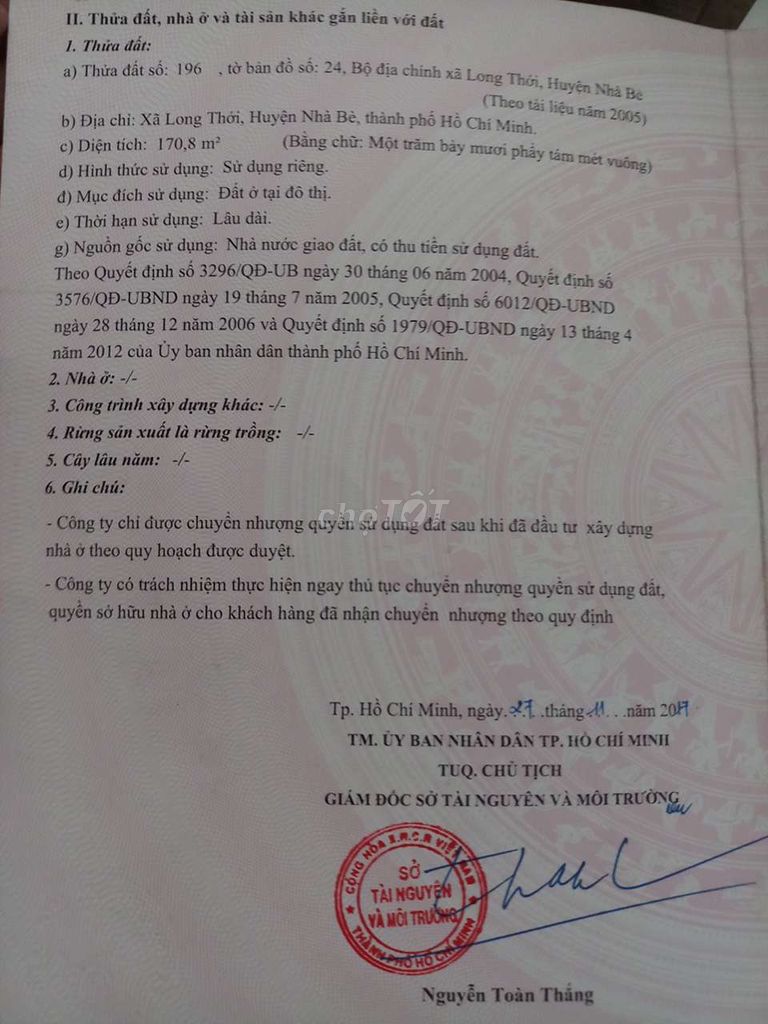 II. Thửa đất, nhà ở và tài sản khác gắn liền với đất
1. Thửa đất:
a) Thửa đất số: 196 , tờ bản đồ số: 24, Bộ địa chính xã Long Thới, Huyện Nhà Bè
(Theo tài liệu năm 2005)
b) Địa chỉ: Xã Long Thới, Huyện Nhà Bè, thành phố Hồ Chí Minh.
c) Diện tích: 170,8 m² (Bằng chữ: Một trăm bảy mươi phẩy tám mét vuông)
d) Hình thức sử dụng: Sử dụng riêng.
đ) Mục đích sử dụng: Đất ở tại đô thị.
e) Thời hạn sử dụng: Lâu dài.
g) Nguồn gốc sử dụng: Nhà nước giao đất, có thu tiền sử dụng đất.
Theo Quyết định số 3296/QĐ-UB ngày 30 tháng 06 năm 2004, Quyết định số
3576/QĐ-UBND ngày 19 tháng 7 năm 2005, Quyết định số 6012/QĐ-UBND
ngày 28 tháng 12 năm 2006 và Quyết định số 1979/QĐ-UBND ngày 13 tháng 4
năm 2012 của Ủy ban nhân dân thành phố Hồ Chí Minh.
2. Nhà ở: -/-
3. Công trình xây dựng khác: -/-
4. Rừng sản xuất là rừng trồng: -/-
5. Cây lâu năm: -/-
6. Ghi chú:
chợTỐT
- Công ty chỉ được chuyển nhượng quyền sử dụng đất sau khi đã đầu tư xây dựng
nhà ở theo quy hoạch được duyệt.
- Công ty có trách nhiệm thực hiện ngay thủ tục chuyển nhượng quyền sử dụng đất,
quyền sở hữu nhà ở cho khách hàng đã nhận chuyển nhượng theo quy định
Tp. Hồ Chí Minh, ngày 27 tháng 11 năm 2017
TM. ỦY BAN NHÂN DÂN TP. HỒ CHÍ MINH
TUQ. CHỦ TỊCH
GIÁM ĐỐC SỞ TÀI NGUYÊN VÀ MÔI TRƯỜNG
CỘNG HÒA X.H.C.N VIỆT NAM
SỞ
TÀI NGUYÊN
VÀ MÔI TRƯỜNG
THÀNH PHỐ HỒ CHÍ MINH
Nguyễn Toàn Thắng